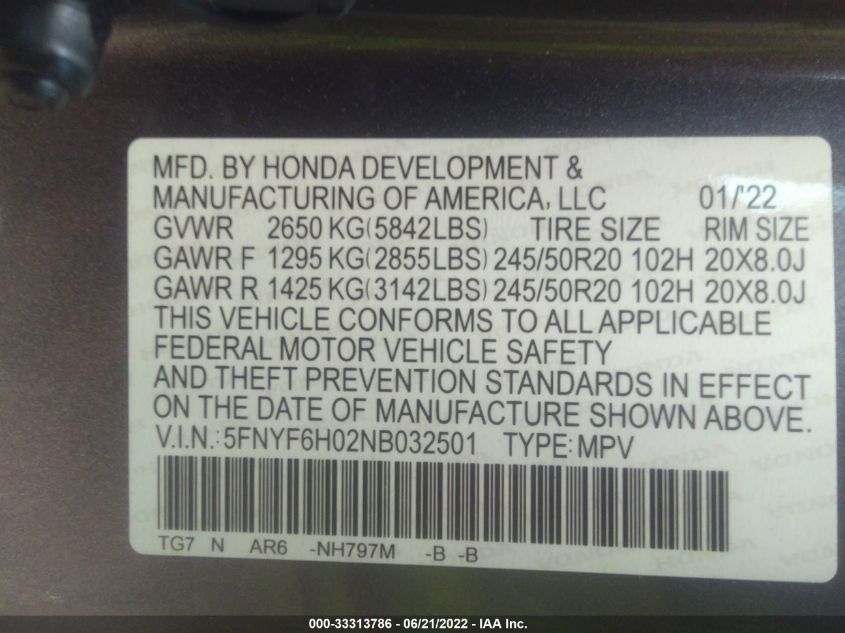 MFD. BY HONDA DEVELOPMENT &
MANUFACTURING OF AMERICA, LLC 01/'22
GVWR 2650 KG(5842LBS) TIRE SIZE RIM SIZE
GAWR F 1295 KG(2855LBS) 245/50R20 102H 20X8.0J
GAWR R 1425 KG(3142LBS) 245/50R20 102H 20X8.0J
THIS VEHICLE CONFORMS TO ALL APPLICABLE
FEDERAL MOTOR VEHICLE SAFETY
AND THEFT PREVENTION STANDARDS IN EFFECT
ON THE DATE OF MANUFACTURE SHOWN ABOVE.
V.I.N.: 5FNYF6H02NB032501 TYPE: MPV
TG7 N AR6 -NH797M -B -B
000-33313786 - 06/21/2022 - IAA Inc.